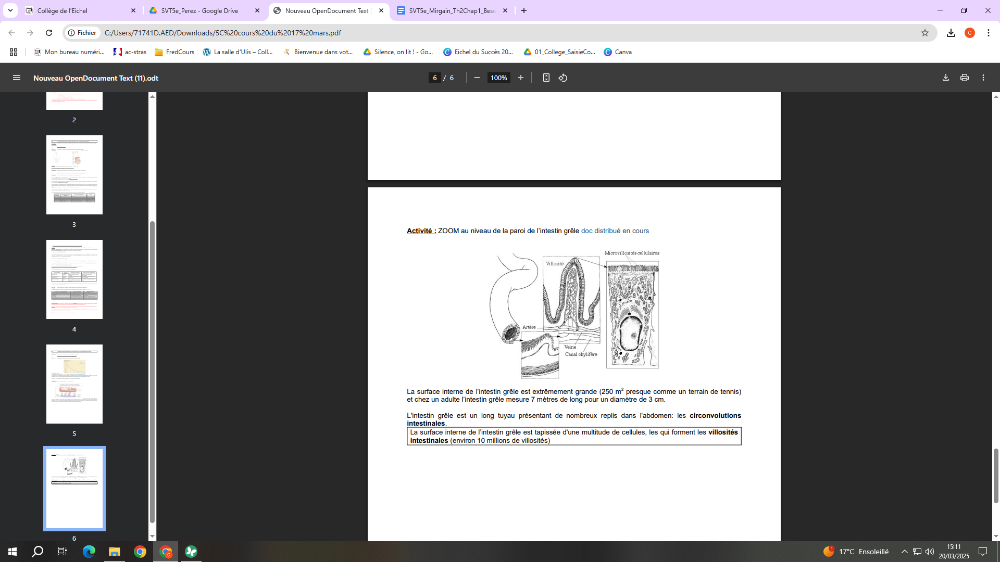 Collège de l'Eichel
SVT5e_Perez - Google Drive
Nouveau OpenDocument Text (
SVT5e_Mirgain_Th2Chap1_Beso
Fichier
C:/Users/71741D.AED/Downloads/5C%20cours%20du%2017%20mars.pdf
C
Mon bureau numéri...
ac-stras
FredCours
La salle d'Ulis – Coll...
Bienvenue dans vot...
Silence, on lit ! - Go...
Eichel du Succès 20...
01_College_SaisieCo...
Canva
Nouveau OpenDocument Text (11).odt
6 / 6
100%
2
3
4
5
6
Activité : ZOOM au niveau de la paroi de l'intestin grêle doc distribué en cours
Microvillosités cellulaires
Villosité
Artère
Veine
Canal chylifère
La surface interne de l'intestin grêle est extrêmement grande (250 m² presque comme un terrain de tennis)
et chez un adulte l'intestin grêle mesure 7 mètres de long pour un diamètre de 3 cm.
L'intestin grêle est un long tuyau présentant de nombreux replis dans l'abdomen: les circonvolutions
intestinales.
La surface interne de l'intestin grêle est tapissée d'une multitude de cellules, les qui forment les villosités
intestinales (environ 10 millions de villosités)
1
17°C Ensoleillé
15:11
20/03/2025